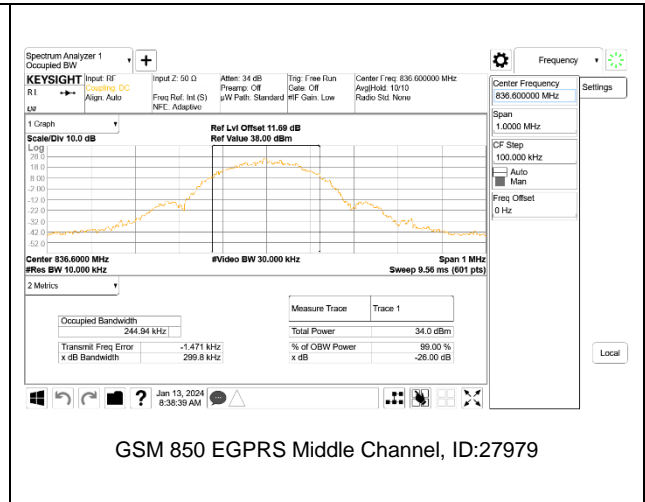 Spectrum Analyzer 1
Occupied BW
+
Frequency
KEYSIGHT Input: RF Input Z: 50 Ω Atten: 34 dB Trig: Free Run Center Freq: 836.600000 MHz
R L Coupling: DC Preamp: Off Gate: Off Avg|Hold: 10/10
Align: Auto Freq Ref: Int (S) µW Path: Standard #IF Gain: Low Radio Std: None
NFE: Adaptive
Center Frequency
836.600000 MHz
Settings
Span
1.0000 MHz
CF Step
100.000 kHz
Auto
Man
Freq Offset
0 Hz
Local
1 Graph
Ref Lvl Offset 11.69 dB
Scale/Div 10.0 dB Ref Value 38.00 dBm
Log
28.0
18.0
8.00
-2.00
-12.0
-22.0
-32.0
-42.0
-52.0
Center 836.6000 MHz #Video BW 30.000 kHz Span 1 MHz
#Res BW 10.000 kHz Sweep 9.56 ms (601 pts)
2 Metrics
Measure Trace Trace 1
Occupied Bandwidth
244.94 kHz Total Power 34.0 dBm
Transmit Freq Error -1.471 kHz % of OBW Power 99.00 %
x dB Bandwidth 299.8 kHz x dB -26.00 dB
? Jan 13, 2024
8:38:39 AM
GSM 850 EGPRS Middle Channel, ID:27979